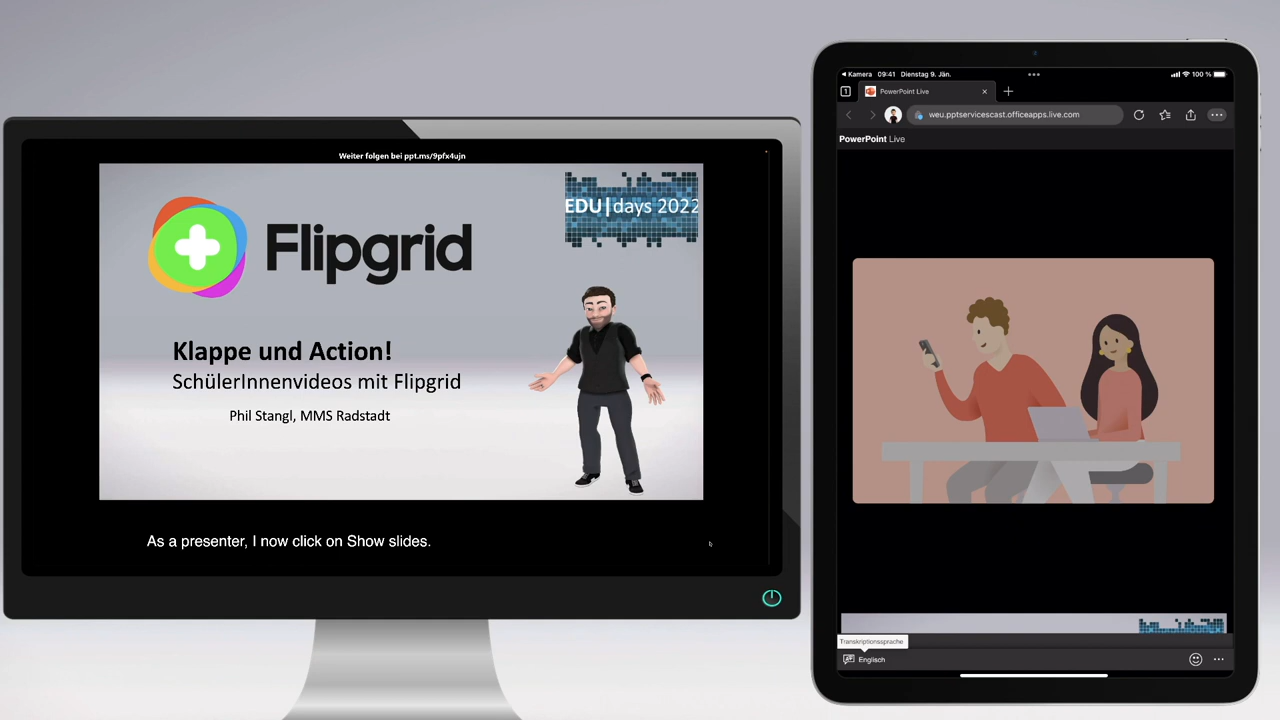 Weiter folgen bei ppt.ms/9pfx4ujn
EDU|days 2022
Flipgrid
Klappe und Action!
SchülerInnenvideos mit Flipgrid
Phil Stangl, MMS Radstadt
As a presenter, I now click on Show slides.
Kamera 09:41 Dienstag 9. Jän.
100 %
1
PowerPoint Live
weu.pptservicescast.officeapps.live.com
PowerPoint Live
Transkriptionssprache
Englisch